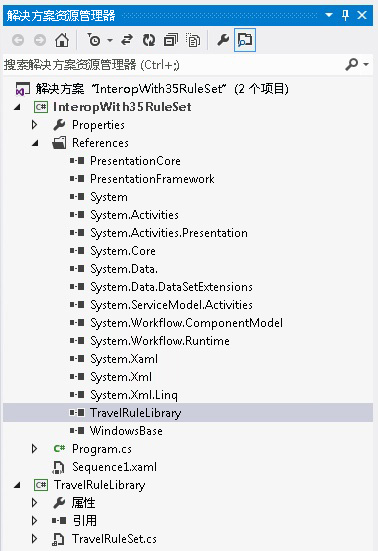 解决方案资源管理器
搜索解决方案资源管理器 (Ctrl+;)
解决方案 "InteropWith35RuleSet" (2 个项目)
C# InteropWith35RuleSet
Properties
References
PresentationCore
PresentationFramework
System
System.Activities
System.Activities.Presentation
System.Core
System.Data.
System.Data.DataSetExtensions
System.ServiceModel.Activities
System.Workflow.ComponentModel
System.Workflow.Runtime
System.Xaml
System.Xml
System.Xml.Linq
TravelRuleLibrary
WindowsBase
C# Program.cs
Sequence1.xaml
C# TravelRuleLibrary
属性
引用
TravelRuleSet.cs